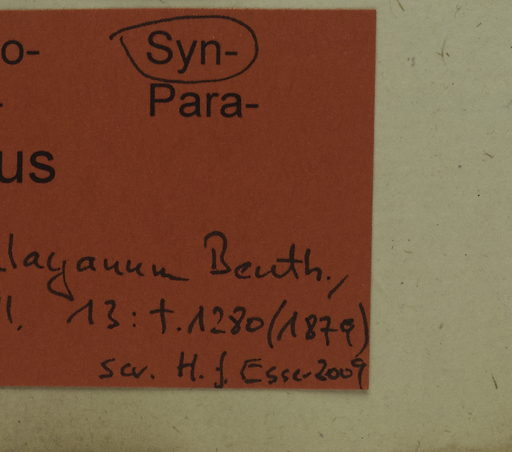 o- Syn-
- Para-
us
layanum Benth.,
l. 13: t. 1280 (1879)
scr. H.-J. Esser 2009